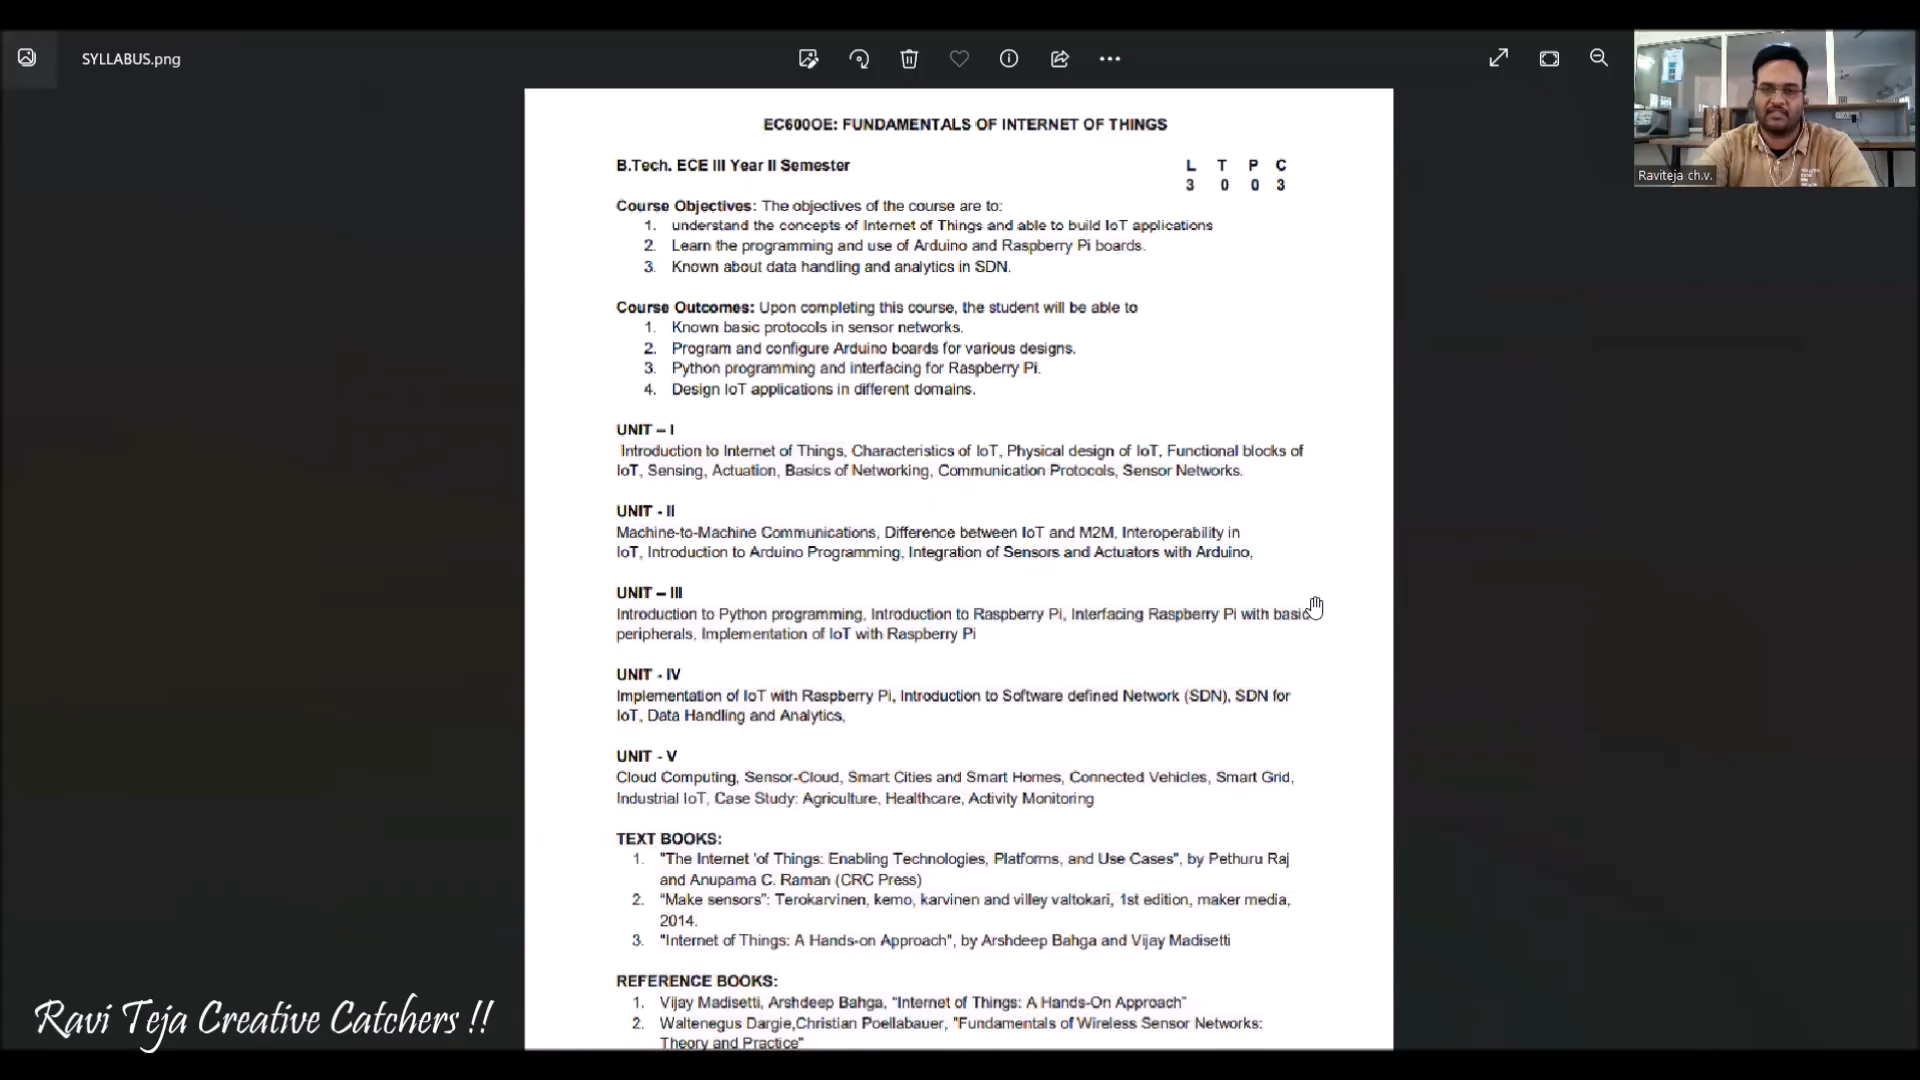 SYLLABUS.png
Raviteja ch.v.
EC600OE: FUNDAMENTALS OF INTERNET OF THINGS
B.Tech. ECE III Year II Semester
L T P C
3 0 0 3
Course Objectives: The objectives of the course are to:
1. understand the concepts of Internet of Things and able to build IoT applications
2. Learn the programming and use of Arduino and Raspberry Pi boards.
3. Known about data handling and analytics in SDN.
Course Outcomes: Upon completing this course, the student will be able to
1. Known basic protocols in sensor networks.
2. Program and configure Arduino boards for various designs.
3. Python programming and interfacing for Raspberry Pi.
4. Design IoT applications in different domains.
UNIT – I
Introduction to Internet of Things, Characteristics of IoT, Physical design of IoT, Functional blocks of
IoT, Sensing, Actuation, Basics of Networking, Communication Protocols, Sensor Networks.
UNIT - II
Machine-to-Machine Communications, Difference between IoT and M2M, Interoperability in
IoT, Introduction to Arduino Programming, Integration of Sensors and Actuators with Arduino,
UNIT – III
Introduction to Python programming, Introduction to Raspberry Pi, Interfacing Raspberry Pi with basic
peripherals, Implementation of IoT with Raspberry Pi
UNIT - IV
Implementation of IoT with Raspberry Pi, Introduction to Software defined Network (SDN), SDN for
IoT, Data Handling and Analytics,
UNIT - V
Cloud Computing, Sensor-Cloud, Smart Cities and Smart Homes, Connected Vehicles, Smart Grid,
Industrial IoT, Case Study: Agriculture, Healthcare, Activity Monitoring
TEXT BOOKS:
1. "The Internet 'of Things: Enabling Technologies, Platforms, and Use Cases", by Pethuru Raj
and Anupama C. Raman (CRC Press)
2. "Make sensors": Terokarvinen, kemo, karvinen and villey valtokari, 1st edition, maker media,
2014.
3. "Internet of Things: A Hands-on Approach", by Arshdeep Bahga and Vijay Madisetti
REFERENCE BOOKS:
1. Vijay Madisetti, Arshdeep Bahga, "Internet of Things: A Hands-On Approach"
2. Waltenegus Dargie,Christian Poellabauer, "Fundamentals of Wireless Sensor Networks:
Theory and Practice"
Ravi Teja Creative Catchers !!